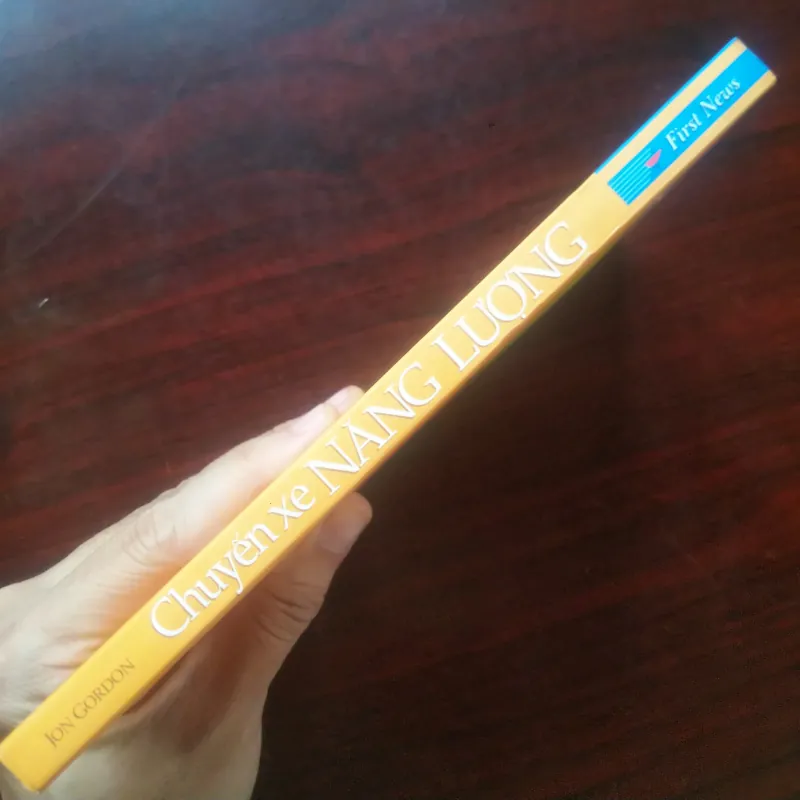 JON GORDON
Chuyến xe NĂNG LƯỢNG
First News